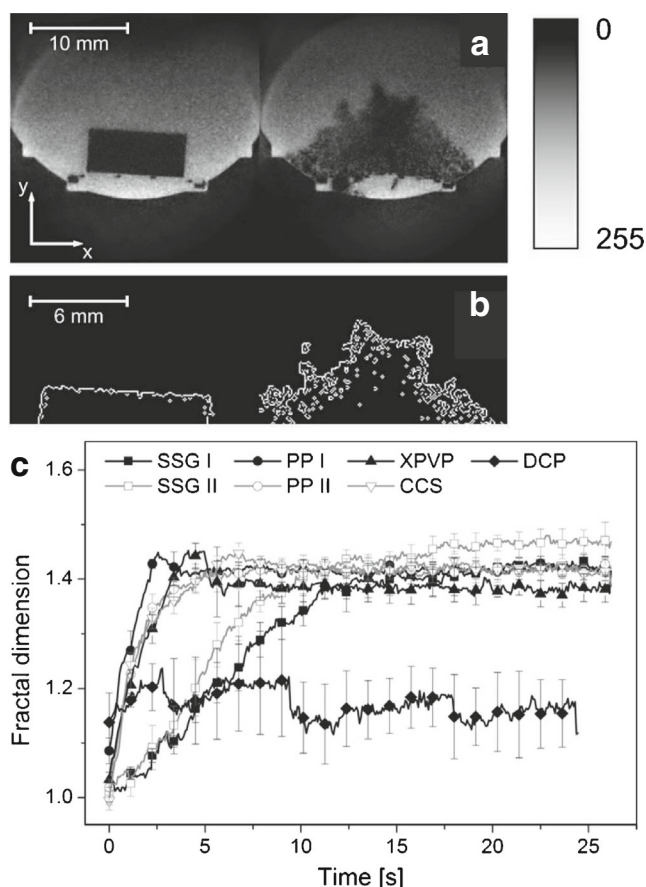 10 mm
a
0
y
x
255
6 mm
b
c
SSG I PP I XPVP DCP
SSG II PP II CCS
1.6
1.4
1.2
1.0
Fractal dimension
0 5 10 15 20 25
Time [s]